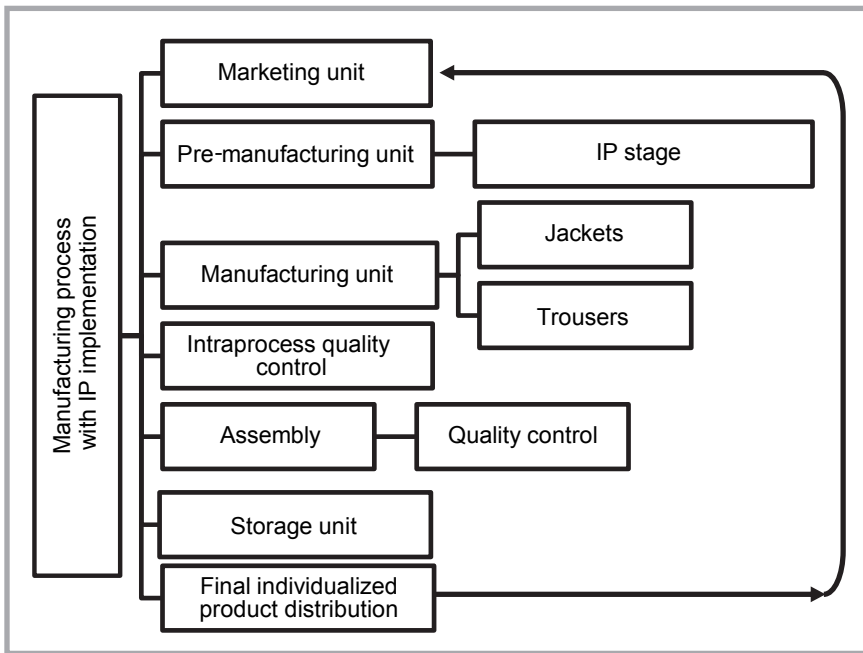 Manufacturing process
with IP implementation
Marketing unit
Pre-manufacturing unit
IP stage
Manufacturing unit
Jackets
Trousers
Intraprocess quality
control
Assembly
Quality control
Storage unit
Final individualized
product distribution